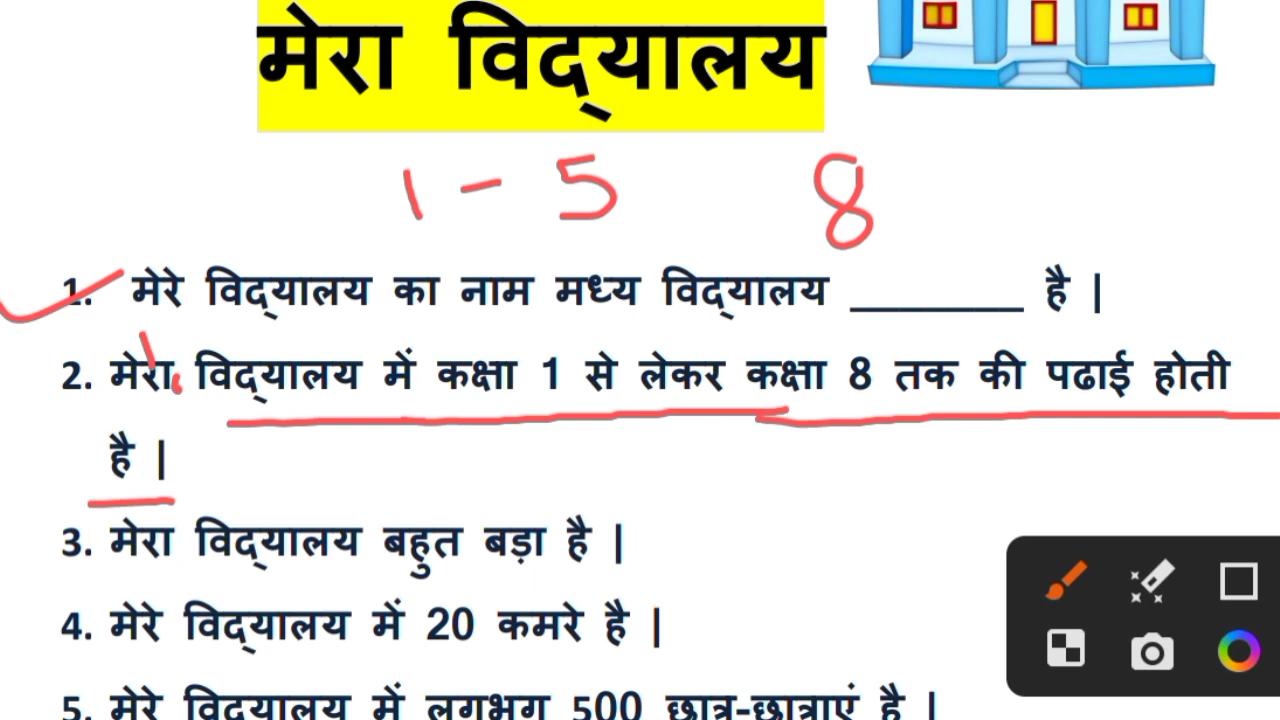 मेरा विद्यालय
1 - 5 8
1. मेरे विद्यालय का नाम मध्य विद्यालय ________ है |
2. मेरा विद्यालय में कक्षा 1 से लेकर कक्षा 8 तक की पढाई होती
है |
3. मेरा विद्यालय बहुत बड़ा है |
4. मेरे विद्यालय में 20 कमरे है |
5. मेरे विद्यालय में लगभग 500 छात्र-छात्राएं है |